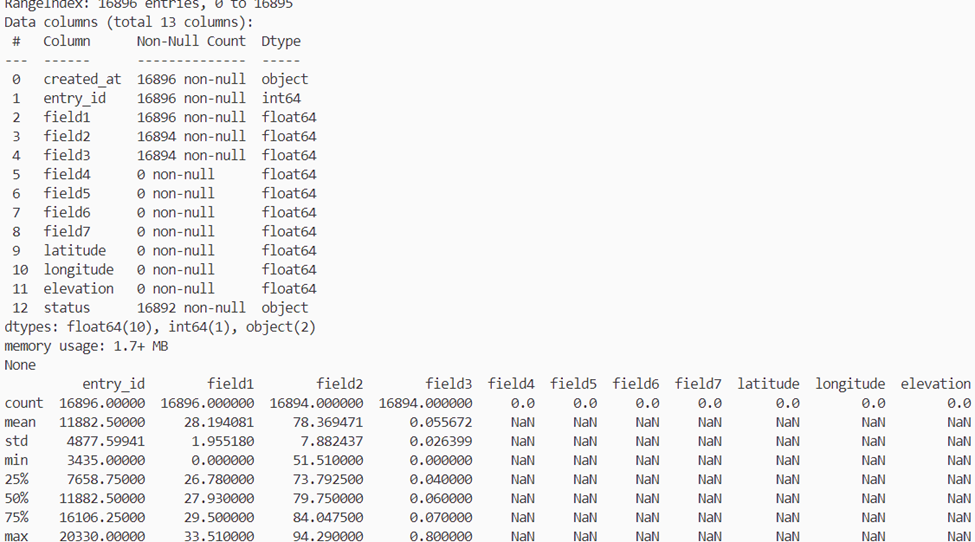 RangeIndex: 16896 entries, 0 to 16895
Data columns (total 13 columns):
 #   Column      Non-Null Count  Dtype
---  ------      --------------  -----
 0   created_at  16896 non-null  object
 1   entry_id    16896 non-null  int64
 2   field1      16896 non-null  float64
 3   field2      16894 non-null  float64
 4   field3      16894 non-null  float64
 5   field4      0 non-null      float64
 6   field5      0 non-null      float64
 7   field6      0 non-null      float64
 8   field7      0 non-null      float64
 9   latitude    0 non-null      float64
 10  longitude   0 non-null      float64
 11  elevation   0 non-null      float64
 12  status      16892 non-null  object
dtypes: float64(10), int64(1), object(2)
memory usage: 1.7+ MB
None
          entry_id        field1        field2        field3  field4  field5  field6  field7  latitude  longitude  elevation
count  16896.00000  16896.000000  16894.000000  16894.000000     0.0     0.0     0.0     0.0       0.0        0.0        0.0
mean   11882.50000     28.194081     78.369471      0.055672     NaN     NaN     NaN     NaN       NaN        NaN        NaN
std     4877.59941      1.955180      7.882437      0.026399     NaN     NaN     NaN     NaN       NaN        NaN        NaN
min     3435.00000      0.000000     51.510000      0.000000     NaN     NaN     NaN     NaN       NaN        NaN        NaN
25%     7658.75000     26.780000     73.792500      0.040000     NaN     NaN     NaN     NaN       NaN        NaN        NaN
50%    11882.50000     27.930000     79.750000      0.060000     NaN     NaN     NaN     NaN       NaN        NaN        NaN
75%    16106.25000     29.500000     84.047500      0.070000     NaN     NaN     NaN     NaN       NaN        NaN        NaN
max    20330.00000     33.510000     94.290000      0.800000     NaN     NaN     NaN     NaN       NaN        NaN        NaN